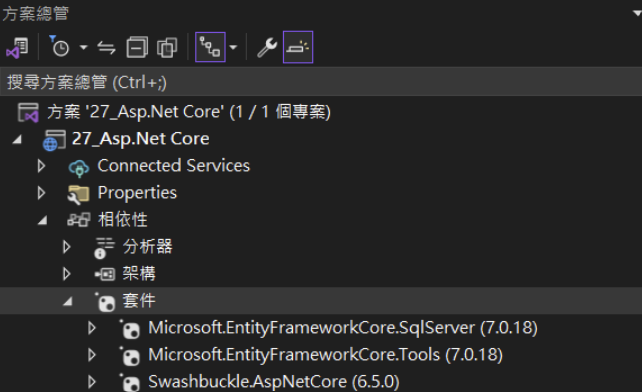 方案總管
搜尋方案總管 (Ctrl+;)
方案 '27_Asp.Net Core' (1 / 1 個專案)
27_Asp.Net Core
Connected Services
Properties
相依性
分析器
架構
套件
Microsoft.EntityFrameworkCore.SqlServer (7.0.18)
Microsoft.EntityFrameworkCore.Tools (7.0.18)
Swashbuckle.AspNetCore (6.5.0)